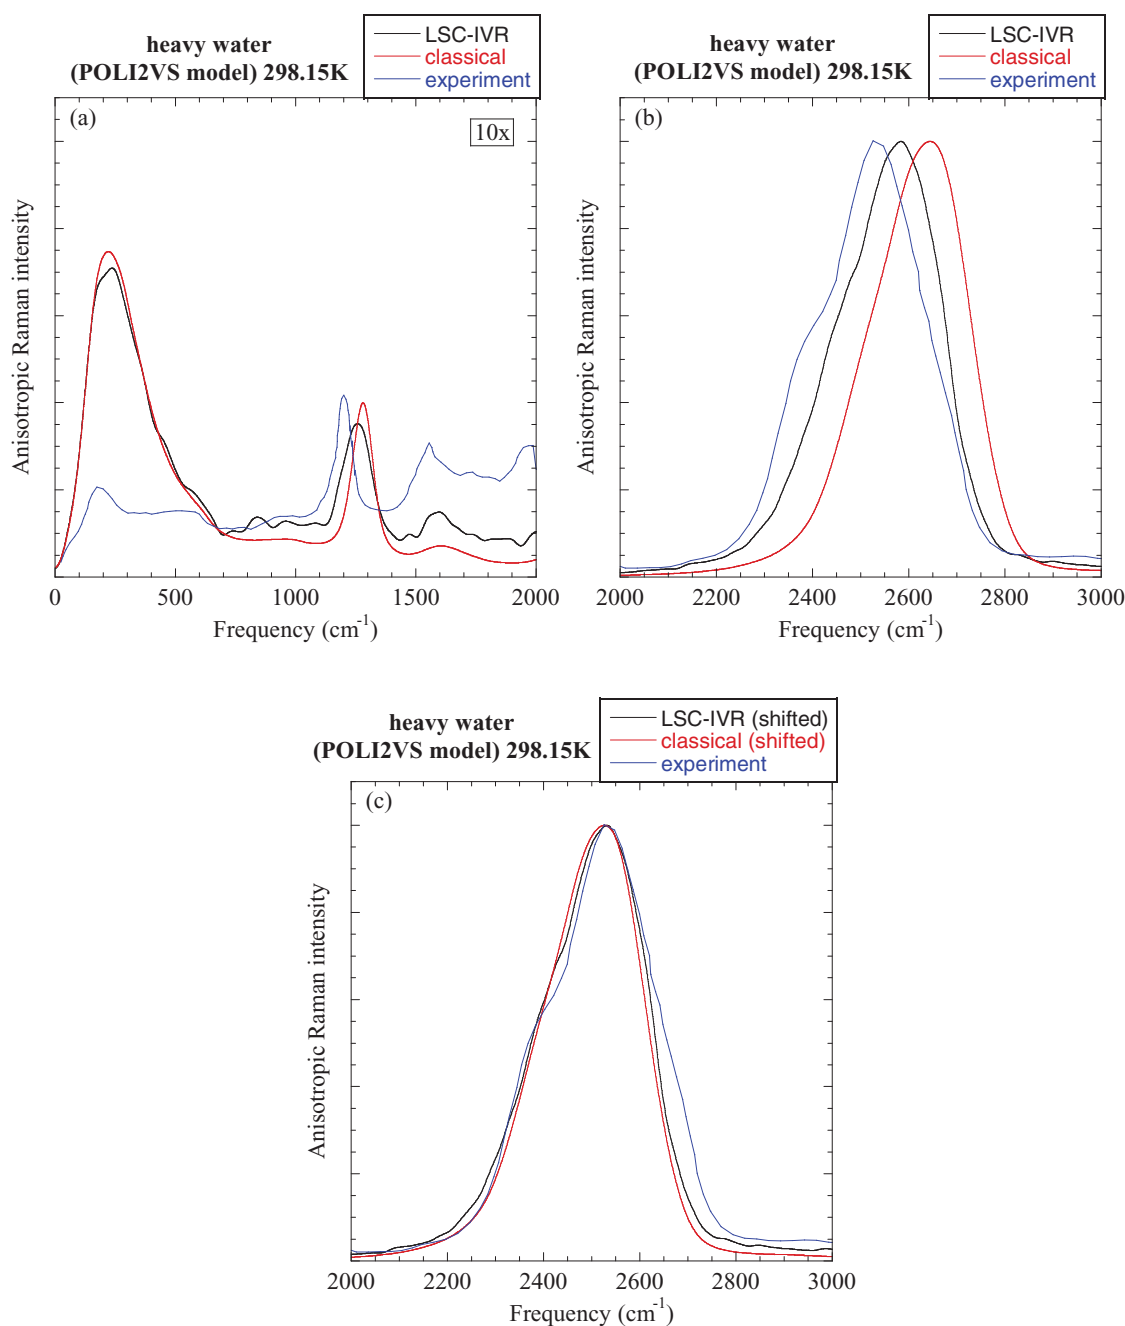 heavy water
(POLI2VS model) 298.15K
LSC-IVR
classical
experiment
(a)
10x
Anisotropic Raman intensity
0 500 1000 1500 2000
Frequency (cm-1)
heavy water
(POLI2VS model) 298.15K
LSC-IVR
classical
experiment
(b)
Anisotropic Raman intensity
2000 2200 2400 2600 2800 3000
Frequency (cm-1)
heavy water
(POLI2VS model) 298.15K
LSC-IVR (shifted)
classical (shifted)
experiment
(c)
Anisotropic Raman intensity
2000 2200 2400 2600 2800 3000
Frequency (cm-1)